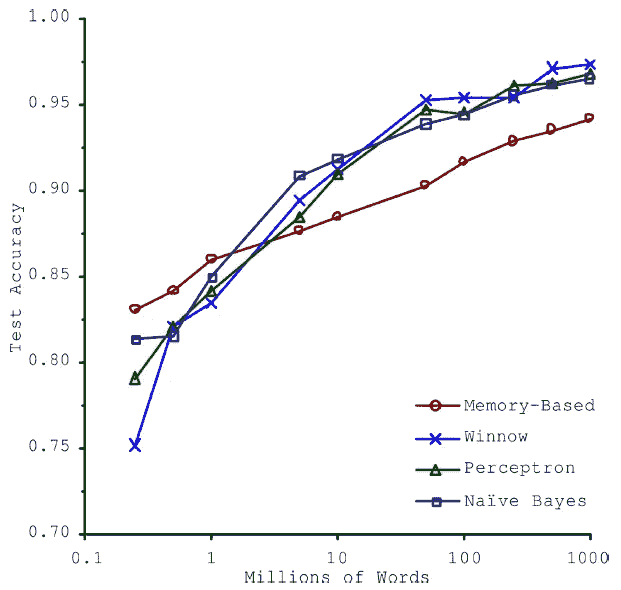 1.00
0.95
0.90
0.85
0.80
0.75
0.70
Test Accuracy
Memory-Based
Winnow
Perceptron
Naïve Bayes
0.1 1 10 100 1000
Millions of Words